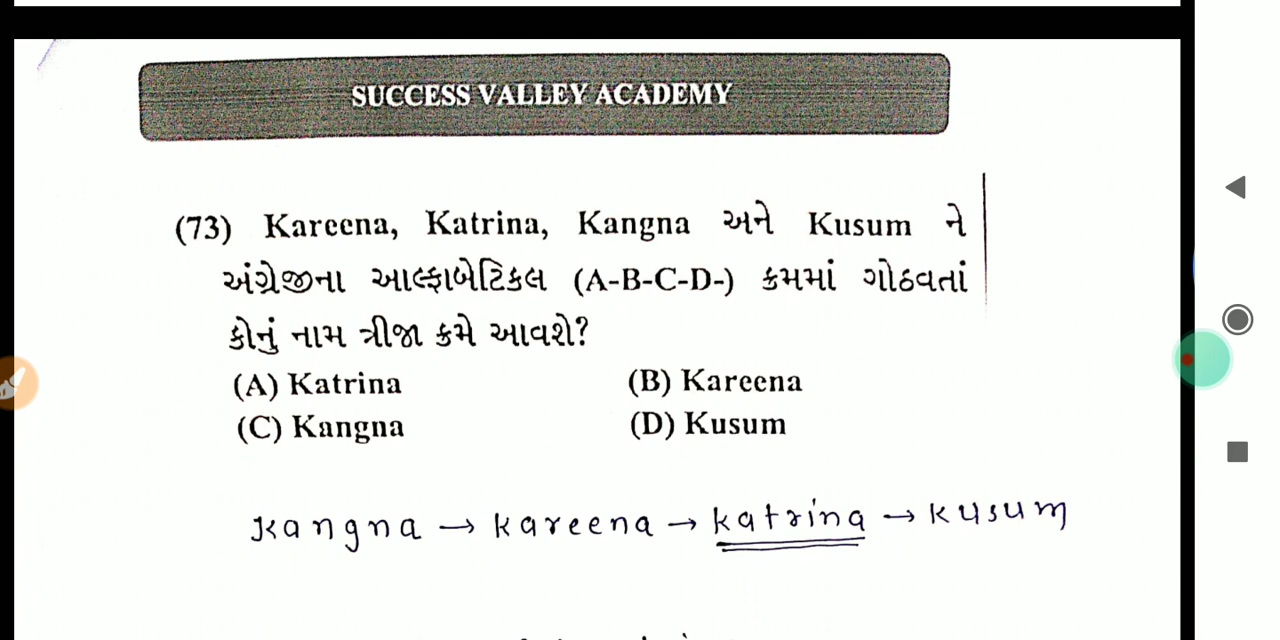 SUCCESS VALLEY ACADEMY
(73) Kareena, Katrina, Kangna અને Kusum ને
અંગ્રેજીના આલ્ફાબેટિકલ (A-B-C-D-) ક્રમમાં ગોઠવતાં
કોનું નામ ત્રીજા ક્રમે આવશે?
(A) Katrina (B) Kareena
(C) Kangna (D) Kusum
Kangna → Kareena → Katrina → Kusum